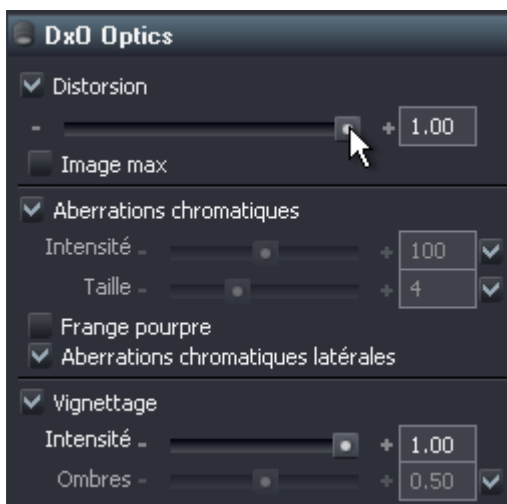 DxO Optics
Distorsion
- + 1.00
Image max
Aberrations chromatiques
Intensité - + 100
Taille - + 4
Frange pourpre
Aberrations chromatiques latérales
Vignettage
Intensité - + 1.00
Ombres - + 0.50